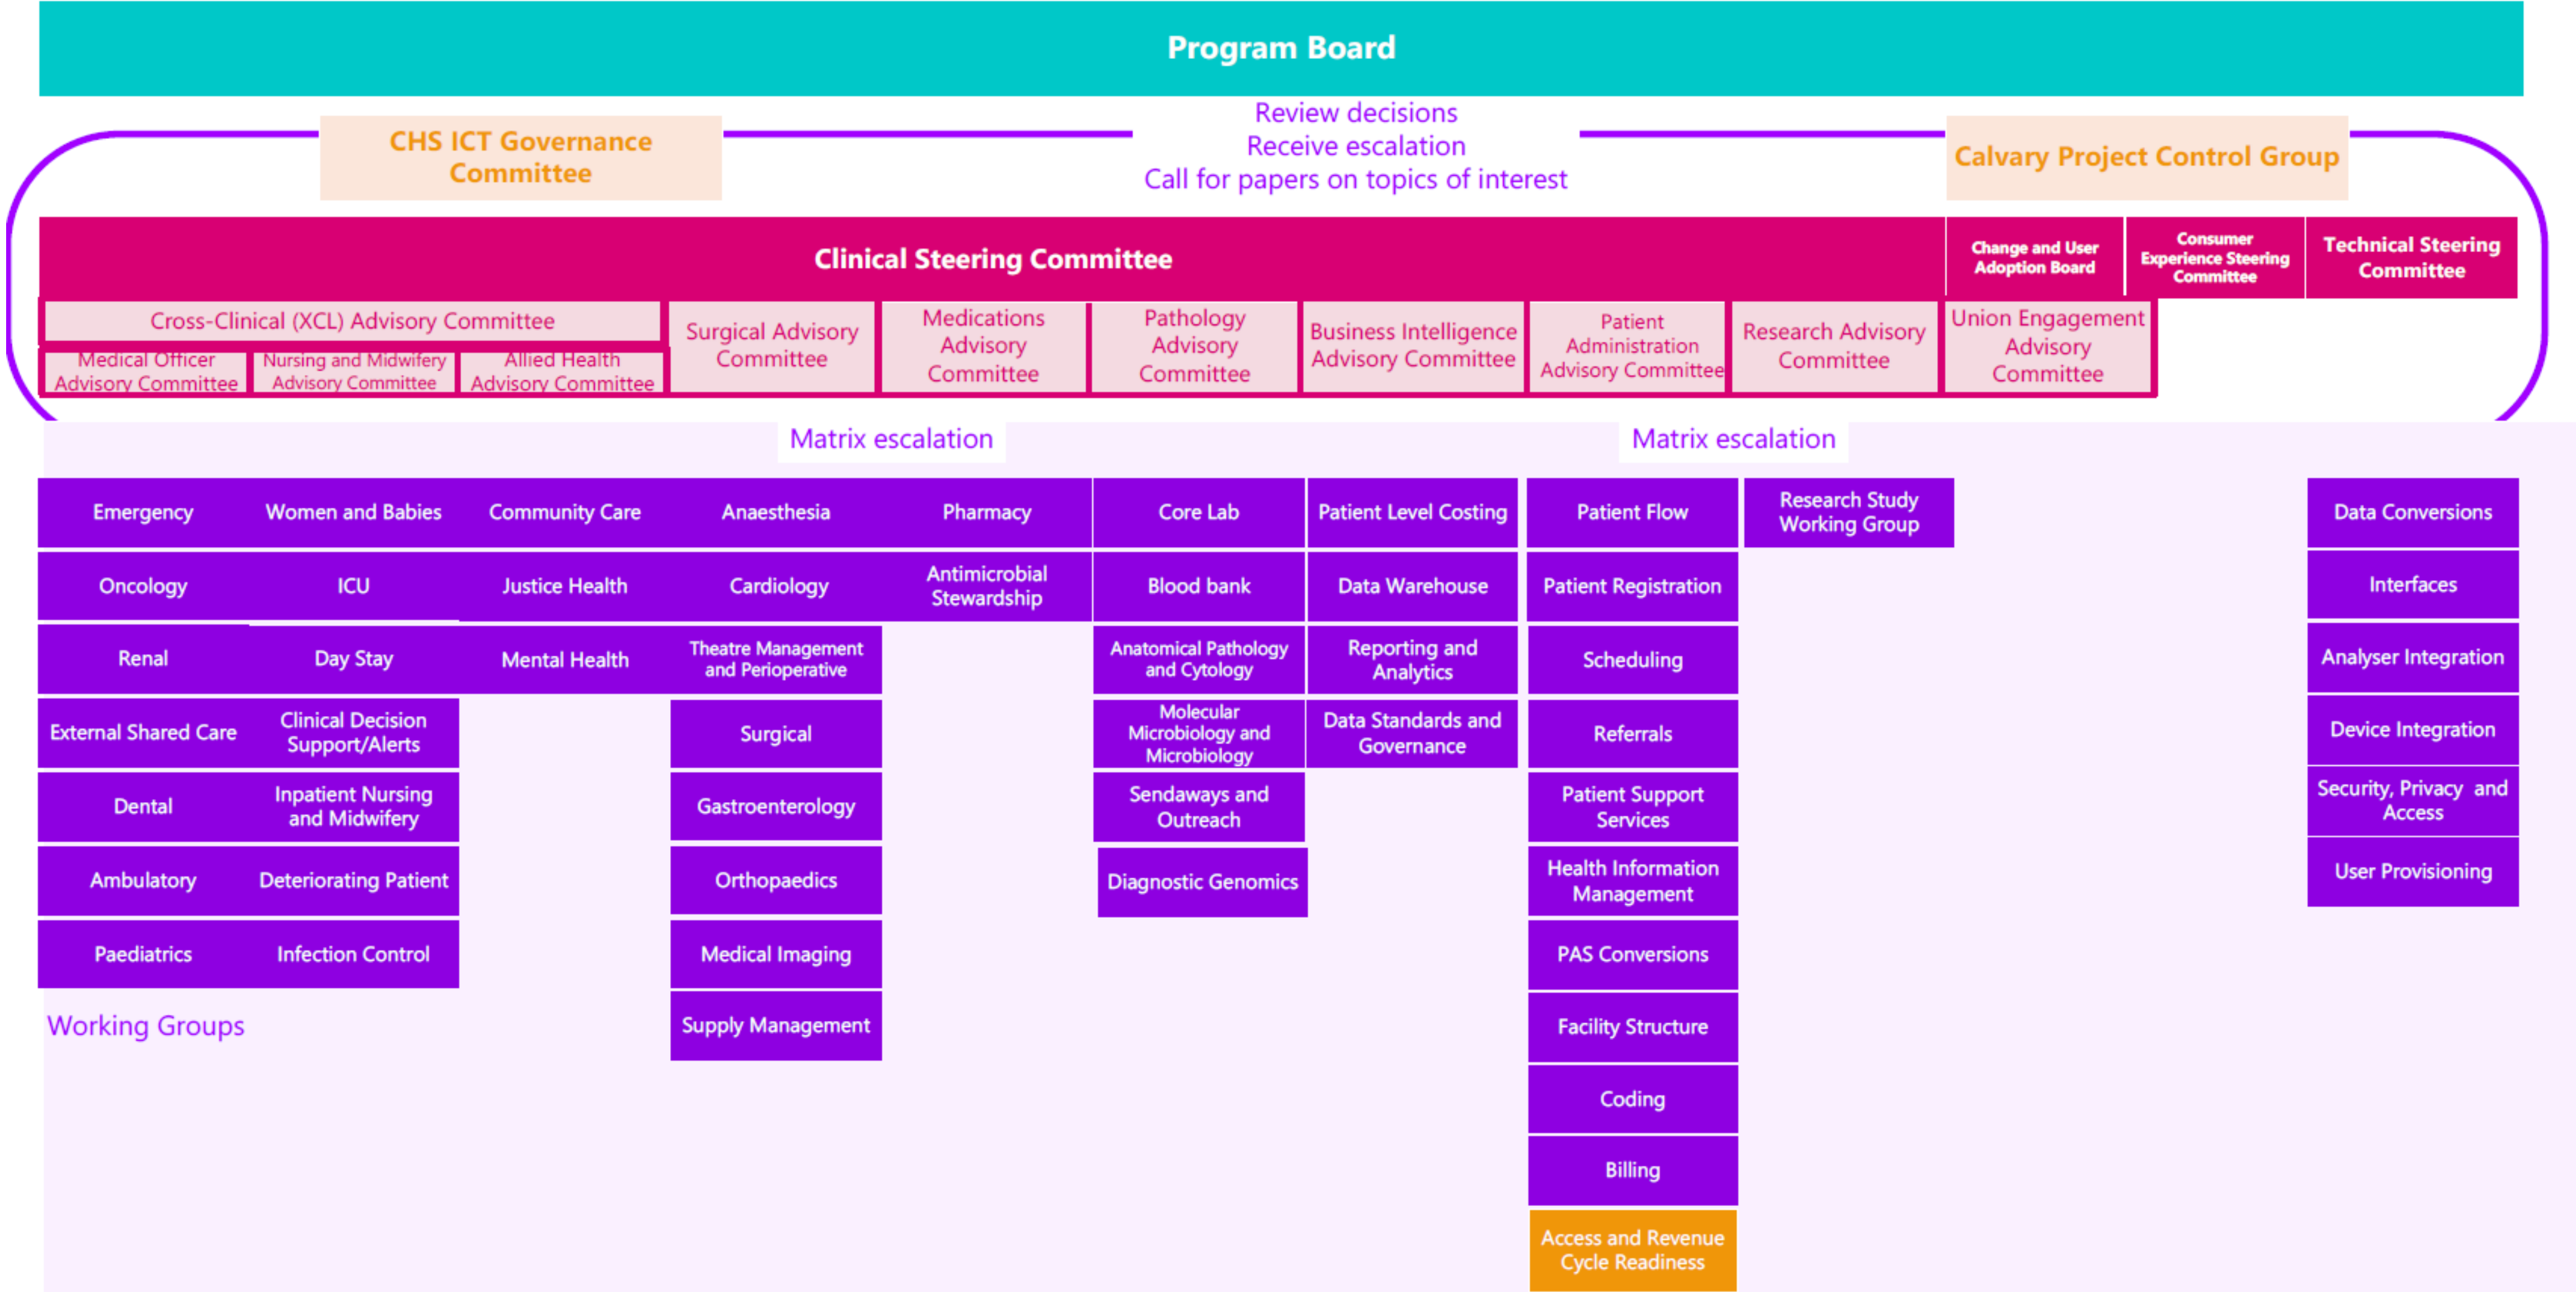 Program Board
CHS ICT Governance
Committee
Review decisions
Receive escalation
Call for papers on topics of interest
Calvary Project Control Group
Clinical Steering Committee
Change and User
Adoption Board
Consumer
Experience Steering
Committee
Technical Steering
Committee
Cross-Clinical (XCL) Advisory Committee
Medical Officer
Advisory Committee
Nursing and Midwifery
Advisory Committee
Allied Health
Advisory Committee
Surgical Advisory
Committee
Medications
Advisory
Committee
Pathology
Advisory
Committee
Business Intelligence
Advisory Committee
Patient
Administration
Advisory Committee
Research Advisory
Committee
Union Engagement
Advisory
Committee
Matrix escalation
Matrix escalation
Emergency
Oncology
Renal
External Shared Care
Dental
Ambulatory
Paediatrics
Women and Babies
ICU
Day Stay
Clinical Decision
Support/Alerts
Inpatient Nursing
and Midwifery
Deteriorating Patient
Infection Control
Community Care
Justice Health
Mental Health
Anaesthesia
Cardiology
Theatre Management
and Perioperative
Surgical
Gastroenterology
Orthopaedics
Medical Imaging
Supply Management
Pharmacy
Antimicrobial
Stewardship
Core Lab
Blood bank
Anatomical Pathology
and Cytology
Molecular
Microbiology and
Microbiology
Sendaways and
Outreach
Diagnostic Genomics
Patient Level Costing
Data Warehouse
Reporting and
Analytics
Data Standards and
Governance
Patient Flow
Patient Registration
Scheduling
Referrals
Patient Support
Services
Health Information
Management
PAS Conversions
Facility Structure
Coding
Billing
Access and Revenue
Cycle Readiness
Research Study
Working Group
Data Conversions
Interfaces
Analyser Integration
Device Integration
Security, Privacy and
Access
User Provisioning
Working Groups